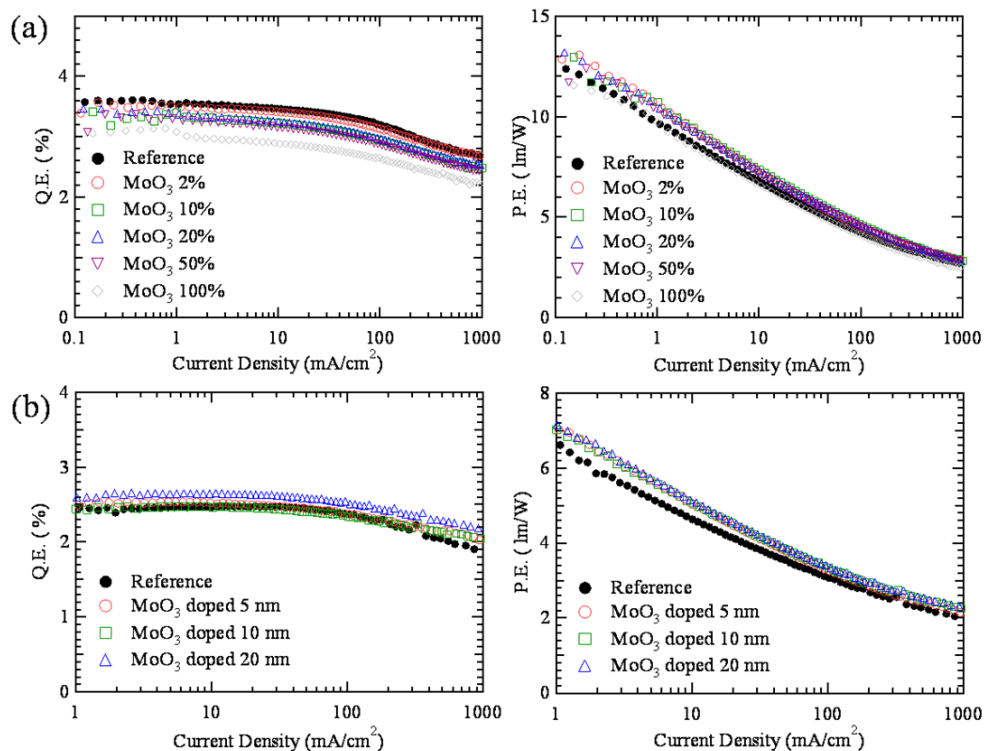 (a)
Q.E. ( %)
4
2
0
Reference
MoO3 2%
MoO3 10%
MoO3 20%
MoO3 50%
MoO3 100%
0.1 1 10 100 1000
Current Density (mA/cm2)
P.E. ( lm/W)
15
10
5
0
Reference
MoO3 2%
MoO3 10%
MoO3 20%
MoO3 50%
MoO3 100%
0.1 1 10 100 1000
Current Density (mA/cm2)
(b)
Q.E. (%)
4
3
2
1
0
Reference
MoO3 doped 5 nm
MoO3 doped 10 nm
MoO3 doped 20 nm
1 10 100 1000
Current Density (mA/cm2)
P.E. ( lm/W)
8
6
4
2
0
Reference
MoO3 doped 5 nm
MoO3 doped 10 nm
MoO3 doped 20 nm
1 10 100 1000
Current Density (mA/cm2)